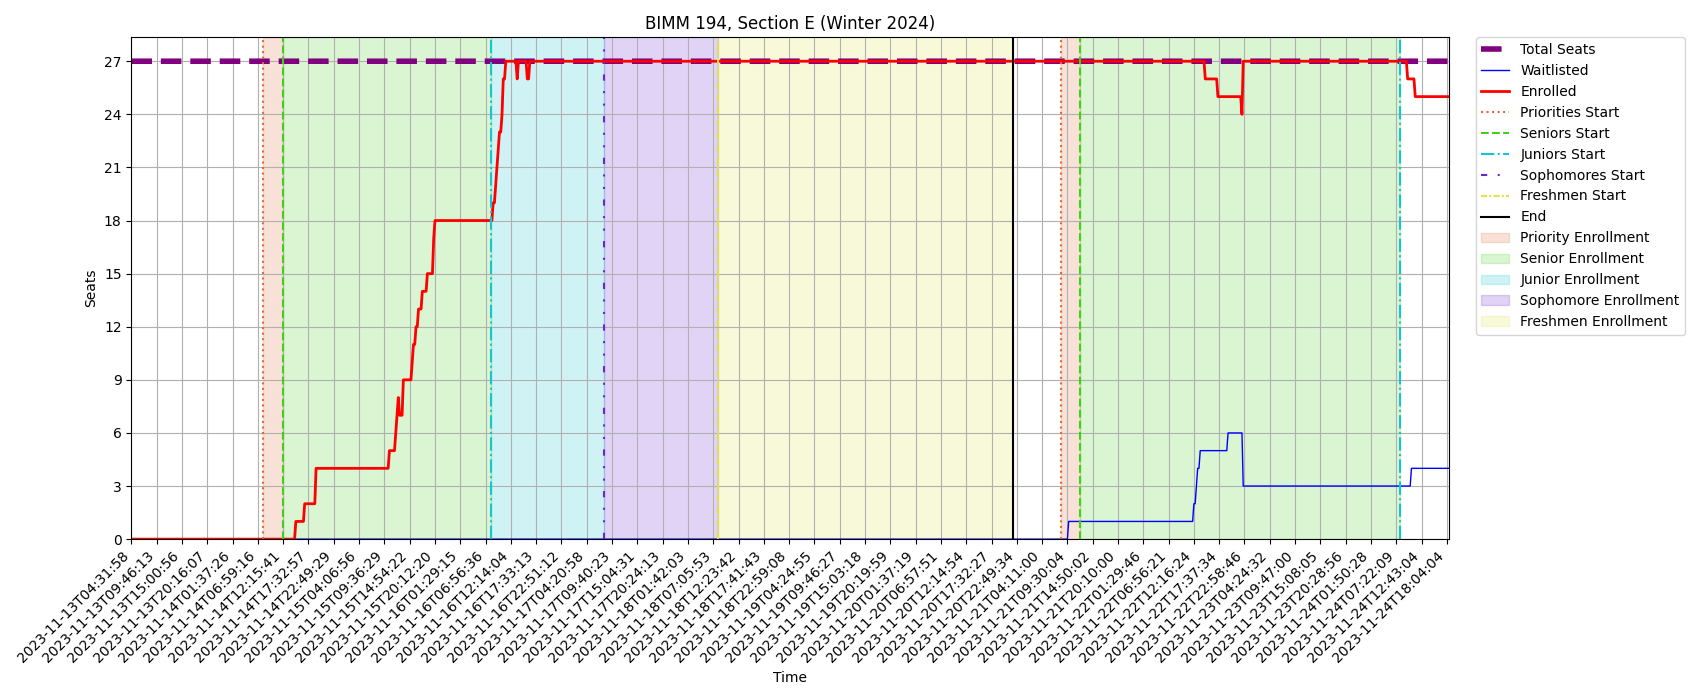 BIMM 194, Section E (Winter 2024)
Seats
27
24
21
18
15
12
9
6
3
0
2023-11-13T04:31:58
2023-11-13T09:46:13
2023-11-13T15:00:56
2023-11-13T20:16:07
2023-11-14T01:37:26
2023-11-14T06:59:16
2023-11-14T12:15:41
2023-11-14T17:32:57
2023-11-14T22:49:29
2023-11-15T04:06:56
2023-11-15T09:36:29
2023-11-15T14:54:22
2023-11-15T20:12:20
2023-11-16T01:29:15
2023-11-16T06:56:36
2023-11-16T12:14:04
2023-11-16T17:33:13
2023-11-16T22:51:12
2023-11-17T04:20:58
2023-11-17T09:40:23
2023-11-17T15:04:31
2023-11-17T20:24:13
2023-11-18T01:42:03
2023-11-18T07:05:53
2023-11-18T12:23:42
2023-11-18T17:41:43
2023-11-18T22:59:08
2023-11-19T04:24:55
2023-11-19T09:46:27
2023-11-19T15:03:18
2023-11-19T20:19:59
2023-11-20T01:37:19
2023-11-20T06:57:51
2023-11-20T12:14:54
2023-11-20T17:32:27
2023-11-20T22:49:34
2023-11-21T04:11:00
2023-11-21T09:30:04
2023-11-21T14:50:02
2023-11-21T20:10:00
2023-11-22T01:29:46
2023-11-22T06:56:21
2023-11-22T12:16:24
2023-11-22T17:37:34
2023-11-22T22:58:46
2023-11-23T04:24:32
2023-11-23T09:47:00
2023-11-23T15:08:05
2023-11-23T20:28:56
2023-11-24T01:50:28
2023-11-24T07:22:09
2023-11-24T12:43:04
2023-11-24T18:04:04
Time
Total Seats
Waitlisted
Enrolled
Priorities Start
Seniors Start
Juniors Start
Sophomores Start
Freshmen Start
End
Priority Enrollment
Senior Enrollment
Junior Enrollment
Sophomore Enrollment
Freshmen Enrollment